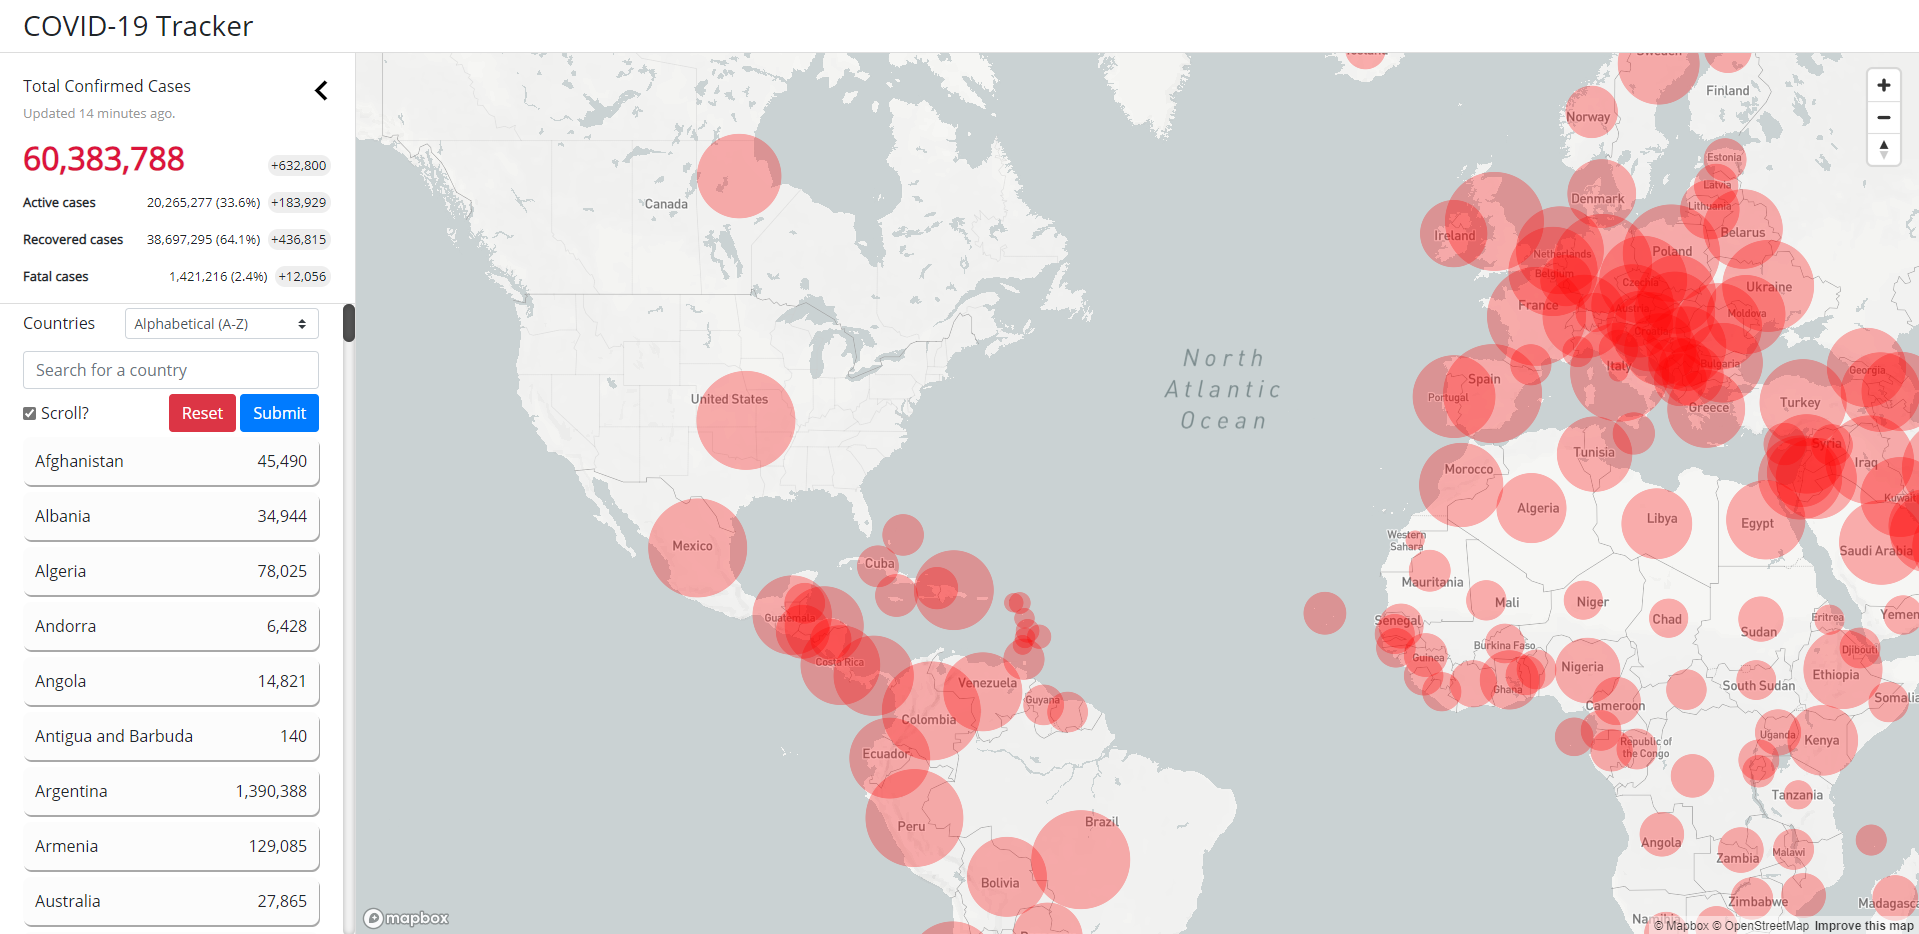 COVID-19 Tracker
Total Confirmed Cases
Updated 14 minutes ago.
60,383,788 +632,800
Active cases 20,265,277 (33.6%) +183,929
Recovered cases 38,697,295 (64.1%) +436,815
Fatal cases 1,421,216 (2.4%) +12,056
Countries Alphabetical (A-Z)
Search for a country
Scroll? Reset Submit
Afghanistan 45,490
Albania 34,944
Algeria 78,025
Andorra 6,428
Angola 14,821
Antigua and Barbuda 140
Argentina 1,390,388
Armenia 129,085
Australia 27,865
Finland
Norway
Estonia
Latvia
Denmark
Lithuania
Canada
Belarus
Ireland
Poland
Netherlands
Belgium
Czechia
Ukraine
France
Austria
Moldova
Croatia
North
Atlantic
Ocean
Italy
Bulgaria
Georgia
Spain
Portugal
United States
Turkey
Greece
Syria
Tunisia
Iraq
Morocco
Kuwait
Algeria
Libya
Egypt
Western
Sahara
Mexico
Saudi Arabia
Cuba
Mauritania
Mali
Niger
Chad
Sudan
Eritrea
Yemen
Guatemala
Senegal
Burkina Faso
Djibouti
Costa Rica
Guinea
Nigeria
Ethiopia
Venezuela
Ghana
South Sudan
Somalia
Guyana
Cameroon
Colombia
Uganda
Kenya
Republic of
the Congo
Ecuador
Tanzania
Peru
Brazil
Angola
Zambia
Malawi
Bolivia
Zimbabwe
Madagasc
mapbox
© Mapbox © OpenStreetMap Improve this map